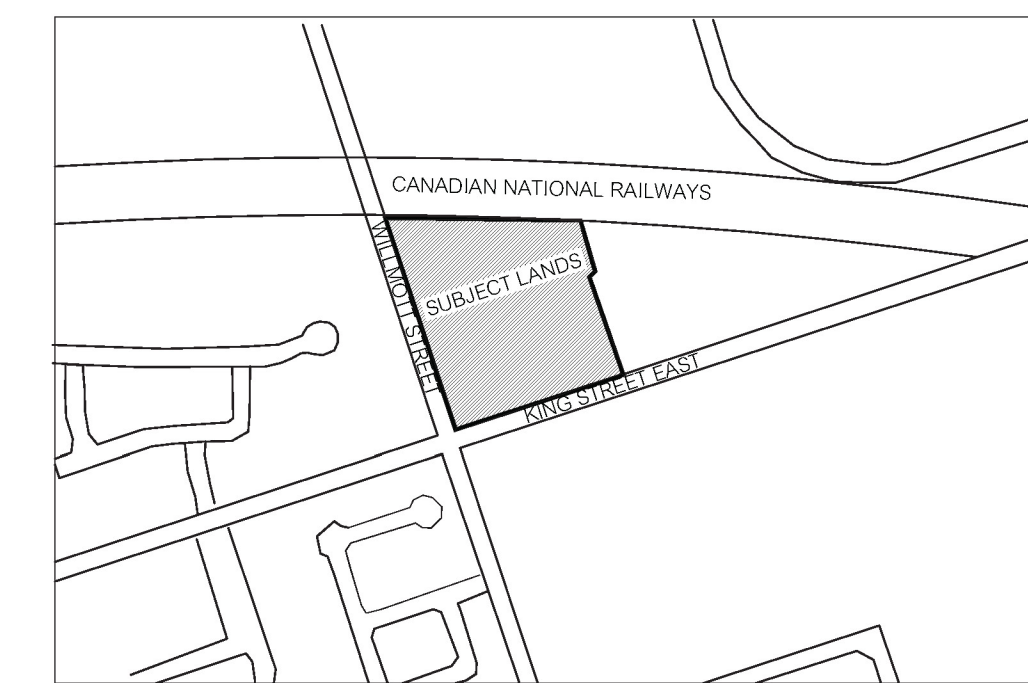 CANADIAN NATIONAL RAILWAYS
WILLMOTT STREET
SUBJECT LANDS
KING STREET EAST